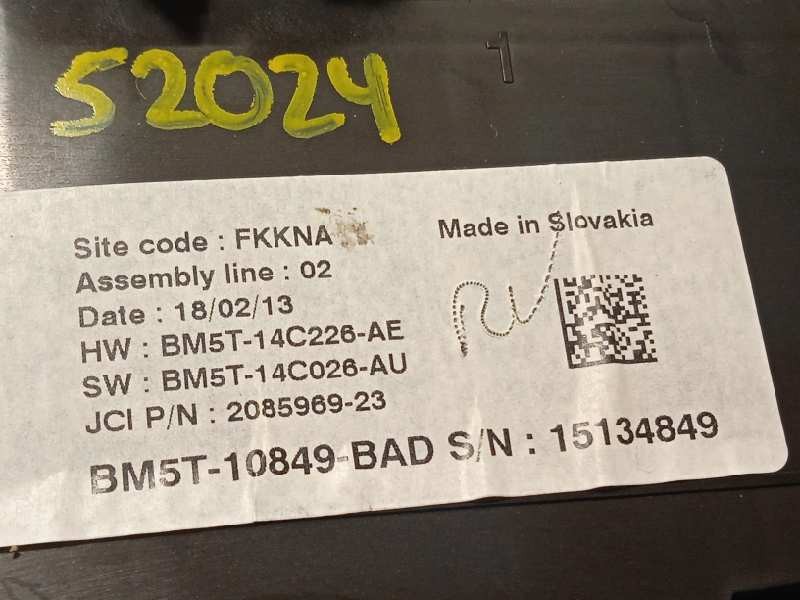 52024
1
Site code : FKKNA
Made in Slovakia
Assembly line : 02
Date : 18/02/13
HW : BM5T-14C226-AE
SW : BM5T-14C026-AU
JCI P/N : 2085969-23
BM5T-10849-BAD S/N : 15134849